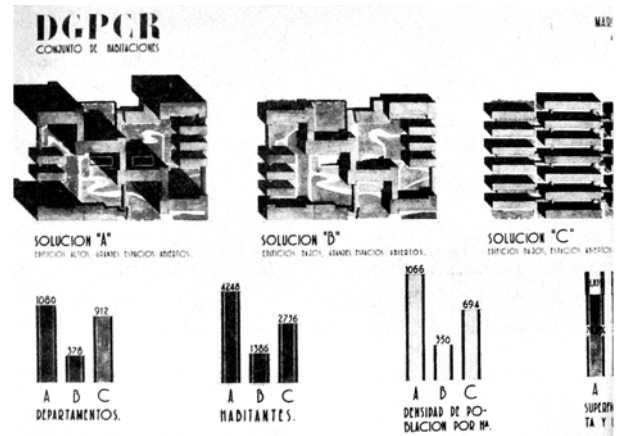 DGPCR
CONJUNTO DE HABITACIONES
SOLUCION "A"
EDIFICIOS ALTOS, GRANDES ESPACIOS ABIERTOS.
SOLUCION "B"
EDIFICIOS BAJOS, GRANDES ESPACIOS ABIERTOS.
SOLUCION "C"
EDIFICIOS BAJOS, ESPACIOS ABIERTOS
1080
378
912
A B C
DEPARTAMENTOS.
4248
1386
2736
A B C
HABITANTES.
1066
350
694
A B C
DENSIDAD DE PO-
BLACION POR HA.
A
TA Y